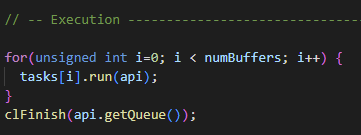 // -- Execution --------------------------------
for(unsigned int i=0; i < numBuffers; i++) {
  tasks[i].run(api);
}
clFinish(api.getQueue());